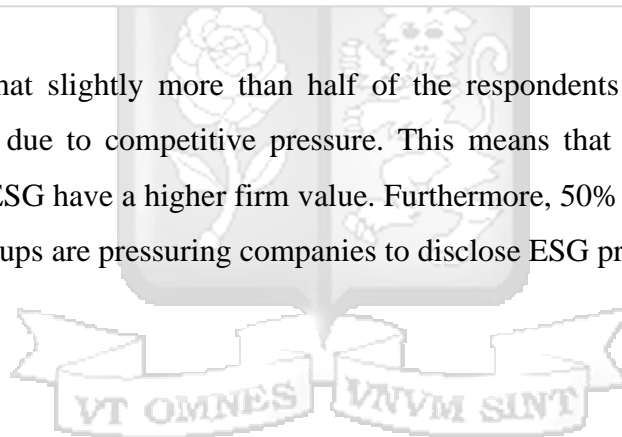 hat slightly more than half of the respondents
due to competitive pressure. This means that
ESG have a higher firm value. Furthermore, 50%
ups are pressuring companies to disclose ESG pr
VT OMNES VNVM SINT